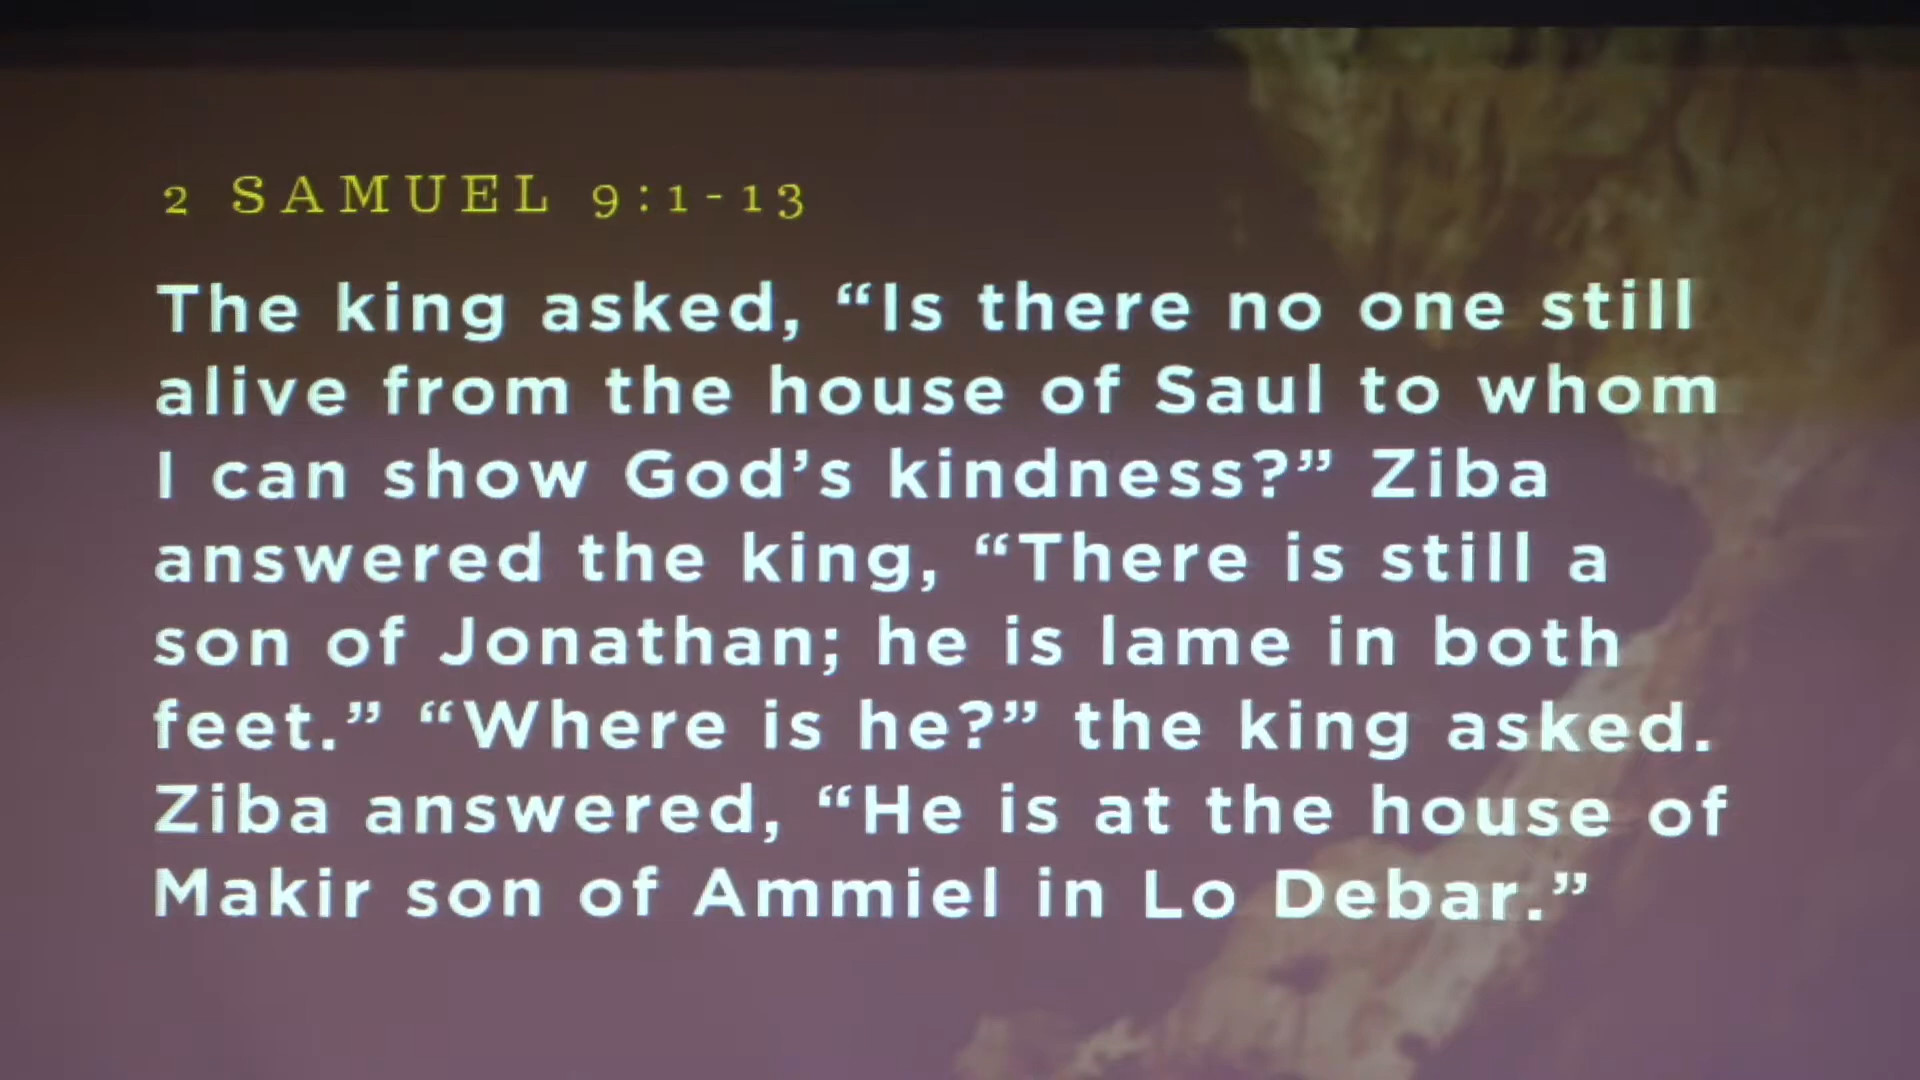 2 SAMUEL 9:1-13
The king asked, “Is there no one still
alive from the house of Saul to whom
I can show God’s kindness?” Ziba
answered the king, “There is still a
son of Jonathan; he is lame in both
feet.” “Where is he?” the king asked.
Ziba answered, “He is at the house of
Makir son of Ammiel in Lo Debar.”